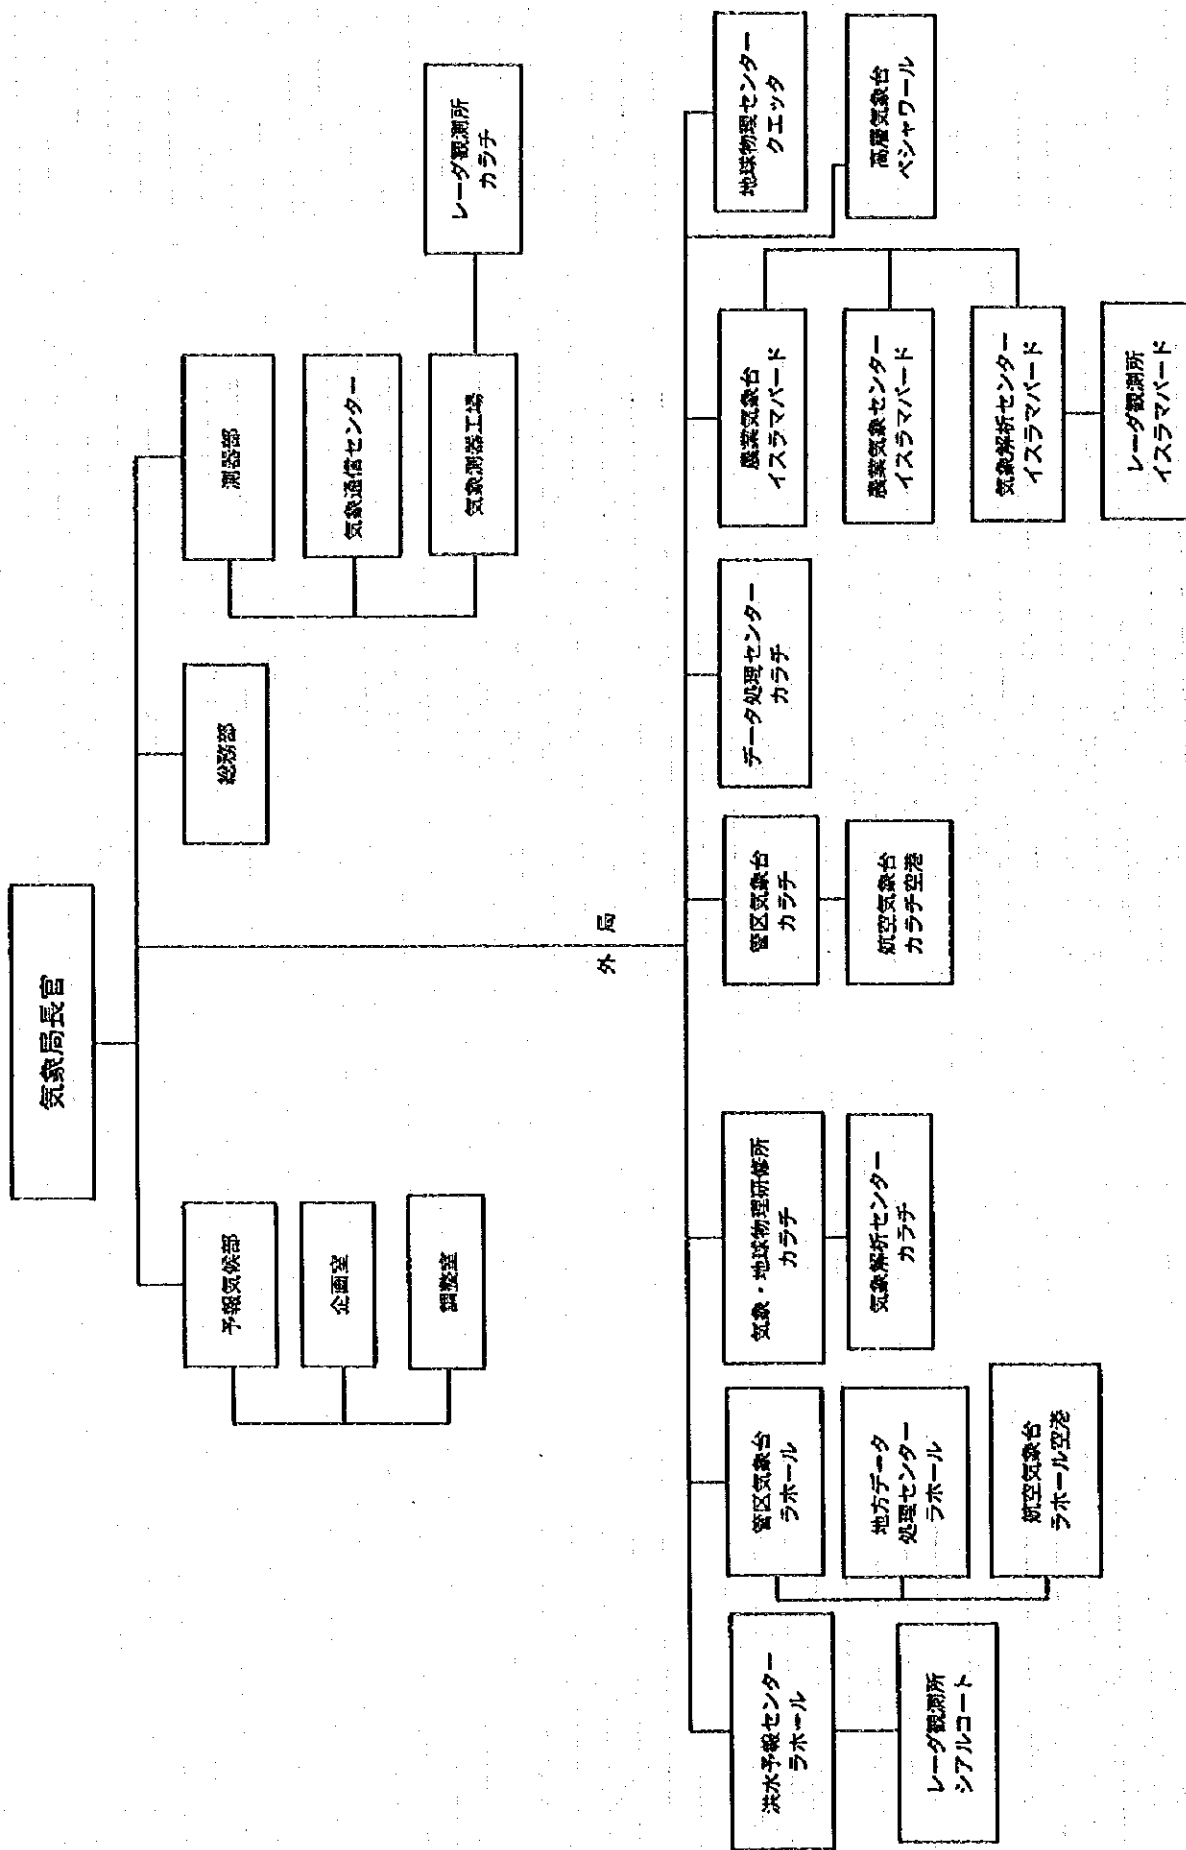 気象局長官
予報気候部
企画室
調整室
総務部
測器部
気象通信センター
気象測器工場
レーダ観測所
カラチ
外局
洪水予報センター
ラホール
レーダ観測所
シアルコート
管区気象台
ラホール
地方データ
処理センター
ラホール
航空気象台
ラホール空港
気象・地球物理研修所
カラチ
気象解析センター
カラチ
管区気象台
カラチ
航空気象台
カラチ空港
データ処理センター
カラチ
農業気象台
イスラマバード
農業気象センター
イスラマバード
気象解析センター
イスラマバード
レーダ観測所
イスラマバード
地球物理センター
クエッタ
高層気象台
ペシャワール